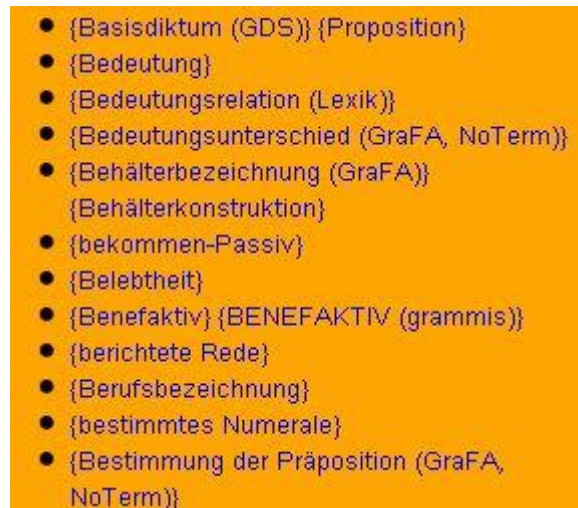 {Basisdiktum (GDS)} {Proposition}
{Bedeutung}
{Bedeutungsrelation (Lexik)}
{Bedeutungsunterschied (GraFA, NoTerm)}
{Behälterbezeichnung (GraFA)}
{Behälterkonstruktion}
{bekommen-Passiv}
{Belebtheit}
{Benefaktiv} {BENEFAKTIV (grammis)}
{berichtete Rede}
{Berufsbezeichnung}
{bestimmtes Numerale}
{Bestimmung der Präposition (GraFA,
NoTerm)}